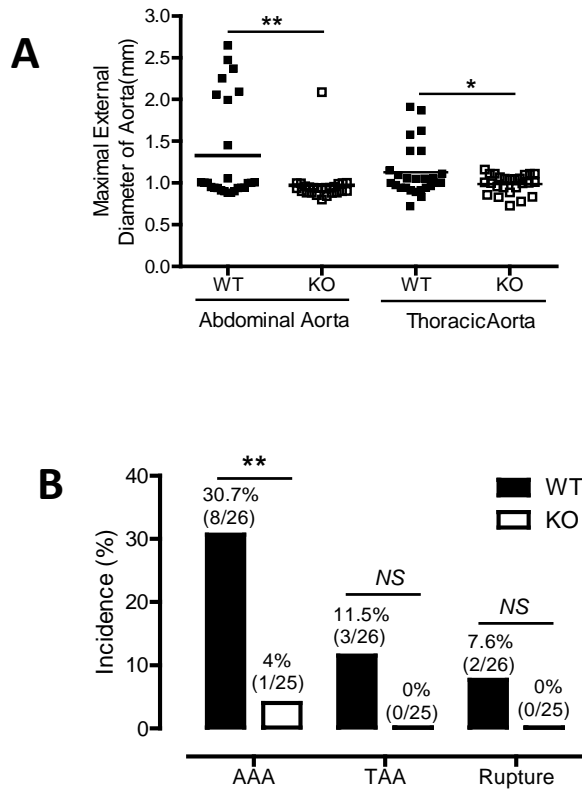 A
Maximal External
Diameter of Aorta(mm)
3.0
2.5
2.0
1.5
1.0
0.5
0.0
**
*
WT
KO
WT
KO
Abdominal Aorta
ThoracicAorta
B
Incidence (%)
40
30
20
10
0
**
30.7%
(8/26)
4%
(1/25)
NS
11.5%
(3/26)
0%
(0/25)
NS
7.6%
(2/26)
0%
(0/25)
WT
KO
AAA
TAA
Rupture